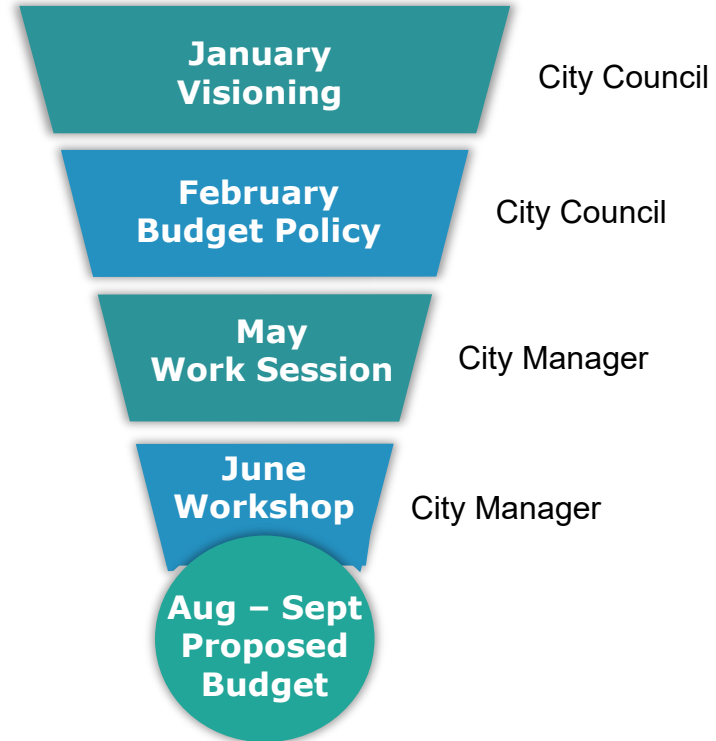 January
Visioning
City Council
February
Budget Policy
City Council
May
Work Session
City Manager
June
Workshop
City Manager
Aug – Sept
Proposed
Budget